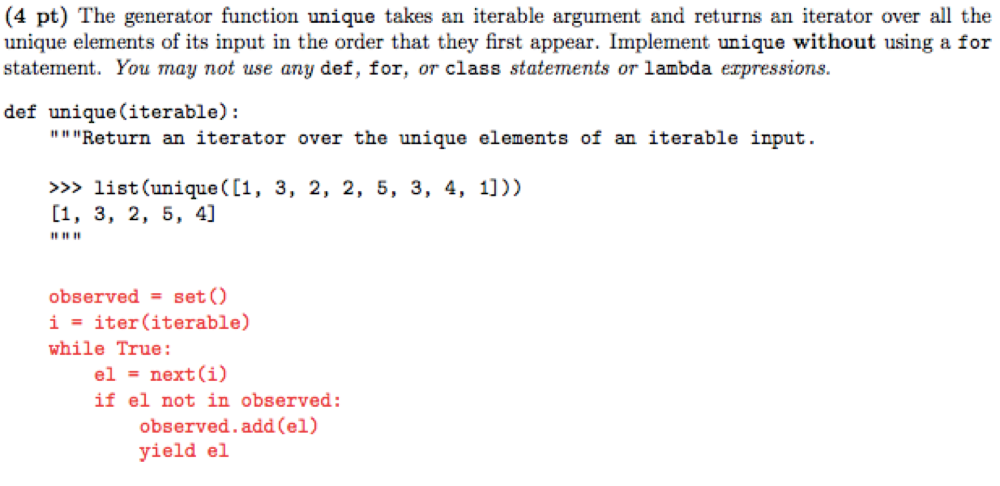 (4 pt) The generator function unique takes an iterable argument and returns an iterator over all the
unique elements of its input in the order that they first appear. Implement unique without using a for
statement. You may not use any def, for, or class statements or lambda expressions.
def unique(iterable):
    """Return an iterator over the unique elements of an iterable input.
    >>> list(unique([1, 3, 2, 2, 5, 3, 4, 1]))
    [1, 3, 2, 5, 4]
    """
    observed = set()
    i = iter(iterable)
    while True:
        el = next(i)
        if el not in observed:
            observed.add(el)
            yield el